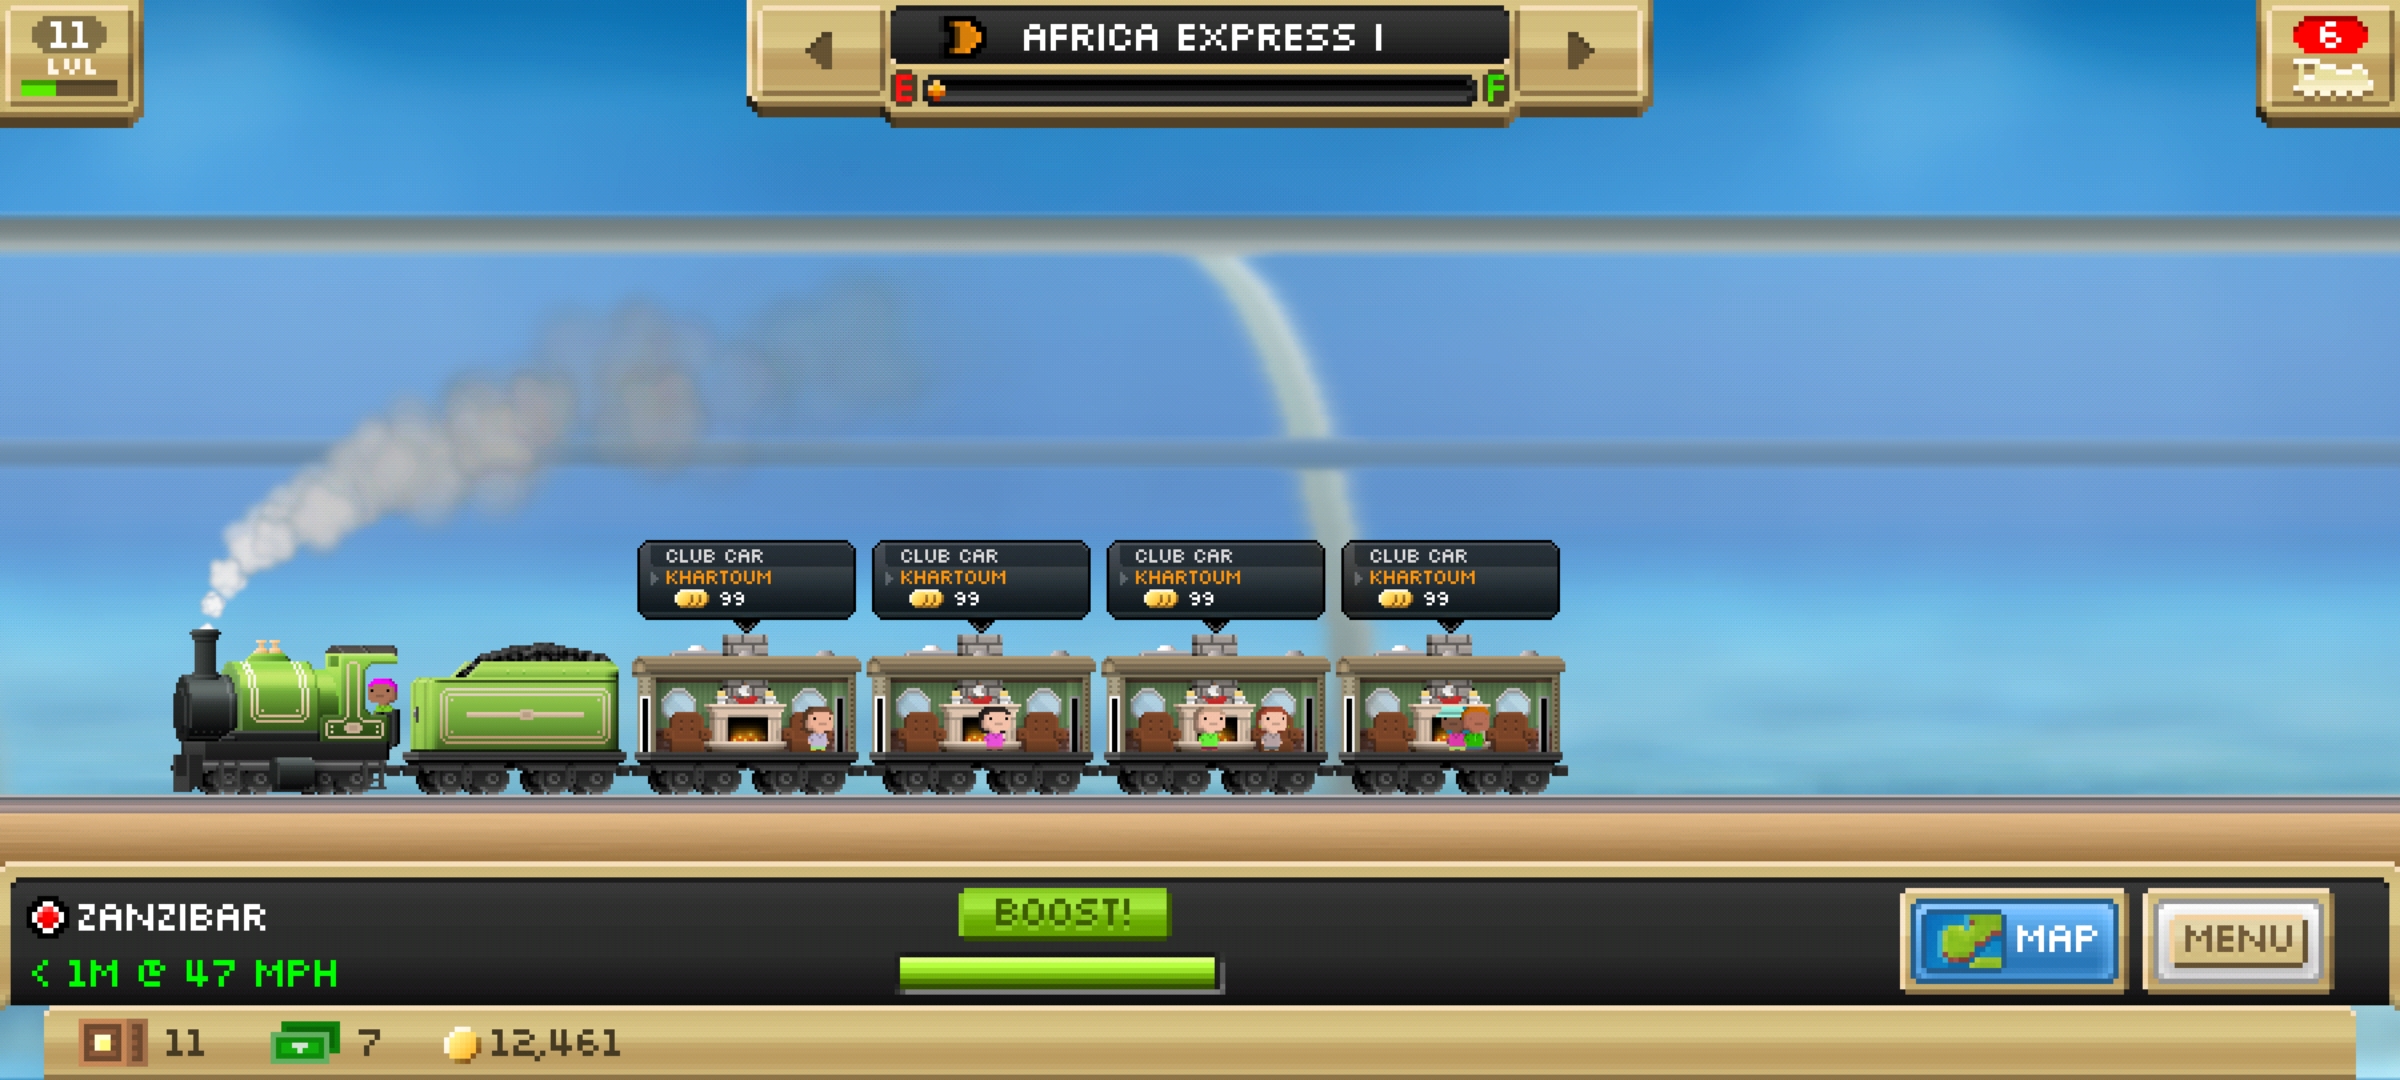 11
LVL
AFRICA EXPRESS I
E
F
6
CLUB CAR
KHARTOUM
99
CLUB CAR
KHARTOUM
99
CLUB CAR
KHARTOUM
99
CLUB CAR
KHARTOUM
99
ZANZIBAR
< 1M @ 47 MPH
BOOST!
MAP
MENU
11
7
12,461